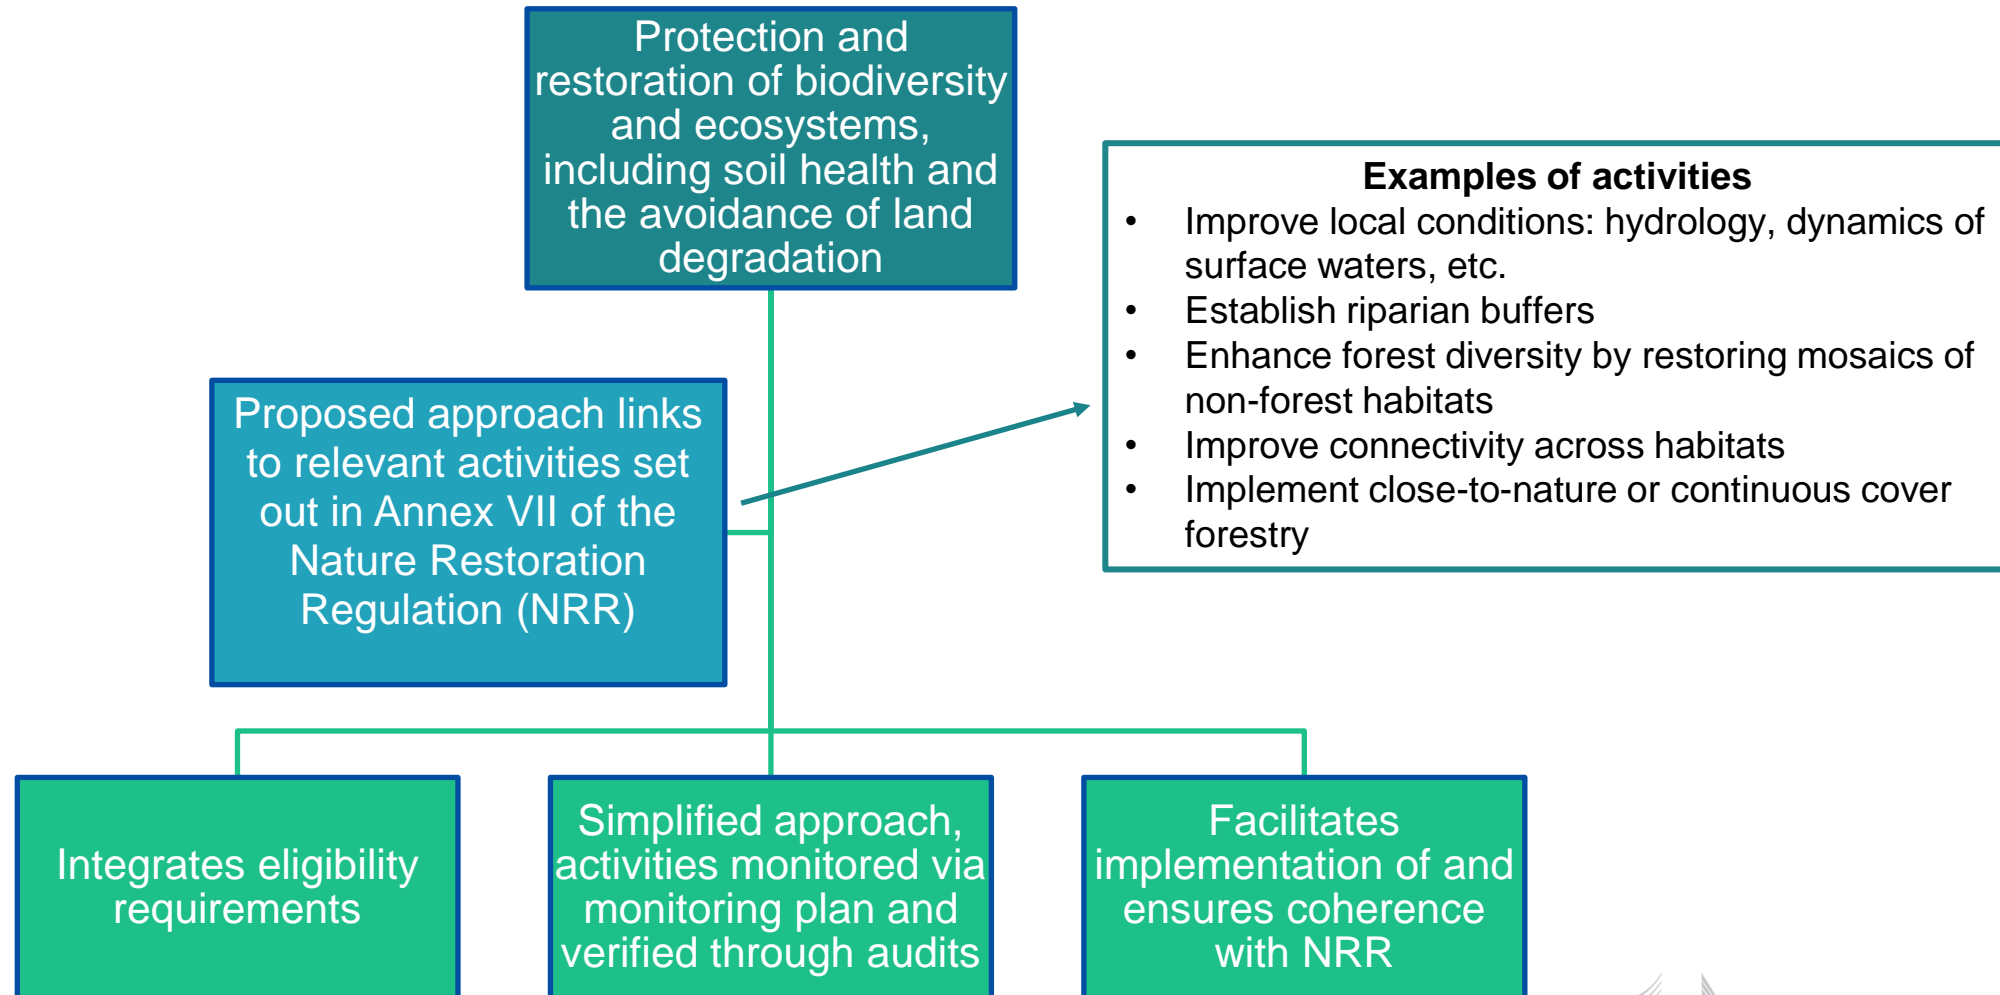 Protection and
restoration of biodiversity
and ecosystems,
including soil health and
the avoidance of land
degradation
Proposed approach links
to relevant activities set
out in Annex VII of the
Nature Restoration
Regulation (NRR)
Examples of activities
• Improve local conditions: hydrology, dynamics of
surface waters, etc.
• Establish riparian buffers
• Enhance forest diversity by restoring mosaics of
non-forest habitats
• Improve connectivity across habitats
• Implement close-to-nature or continuous cover
forestry
Integrates eligibility
requirements
Simplified approach,
activities monitored via
monitoring plan and
verified through audits
Facilitates
implementation of and
ensures coherence
with NRR